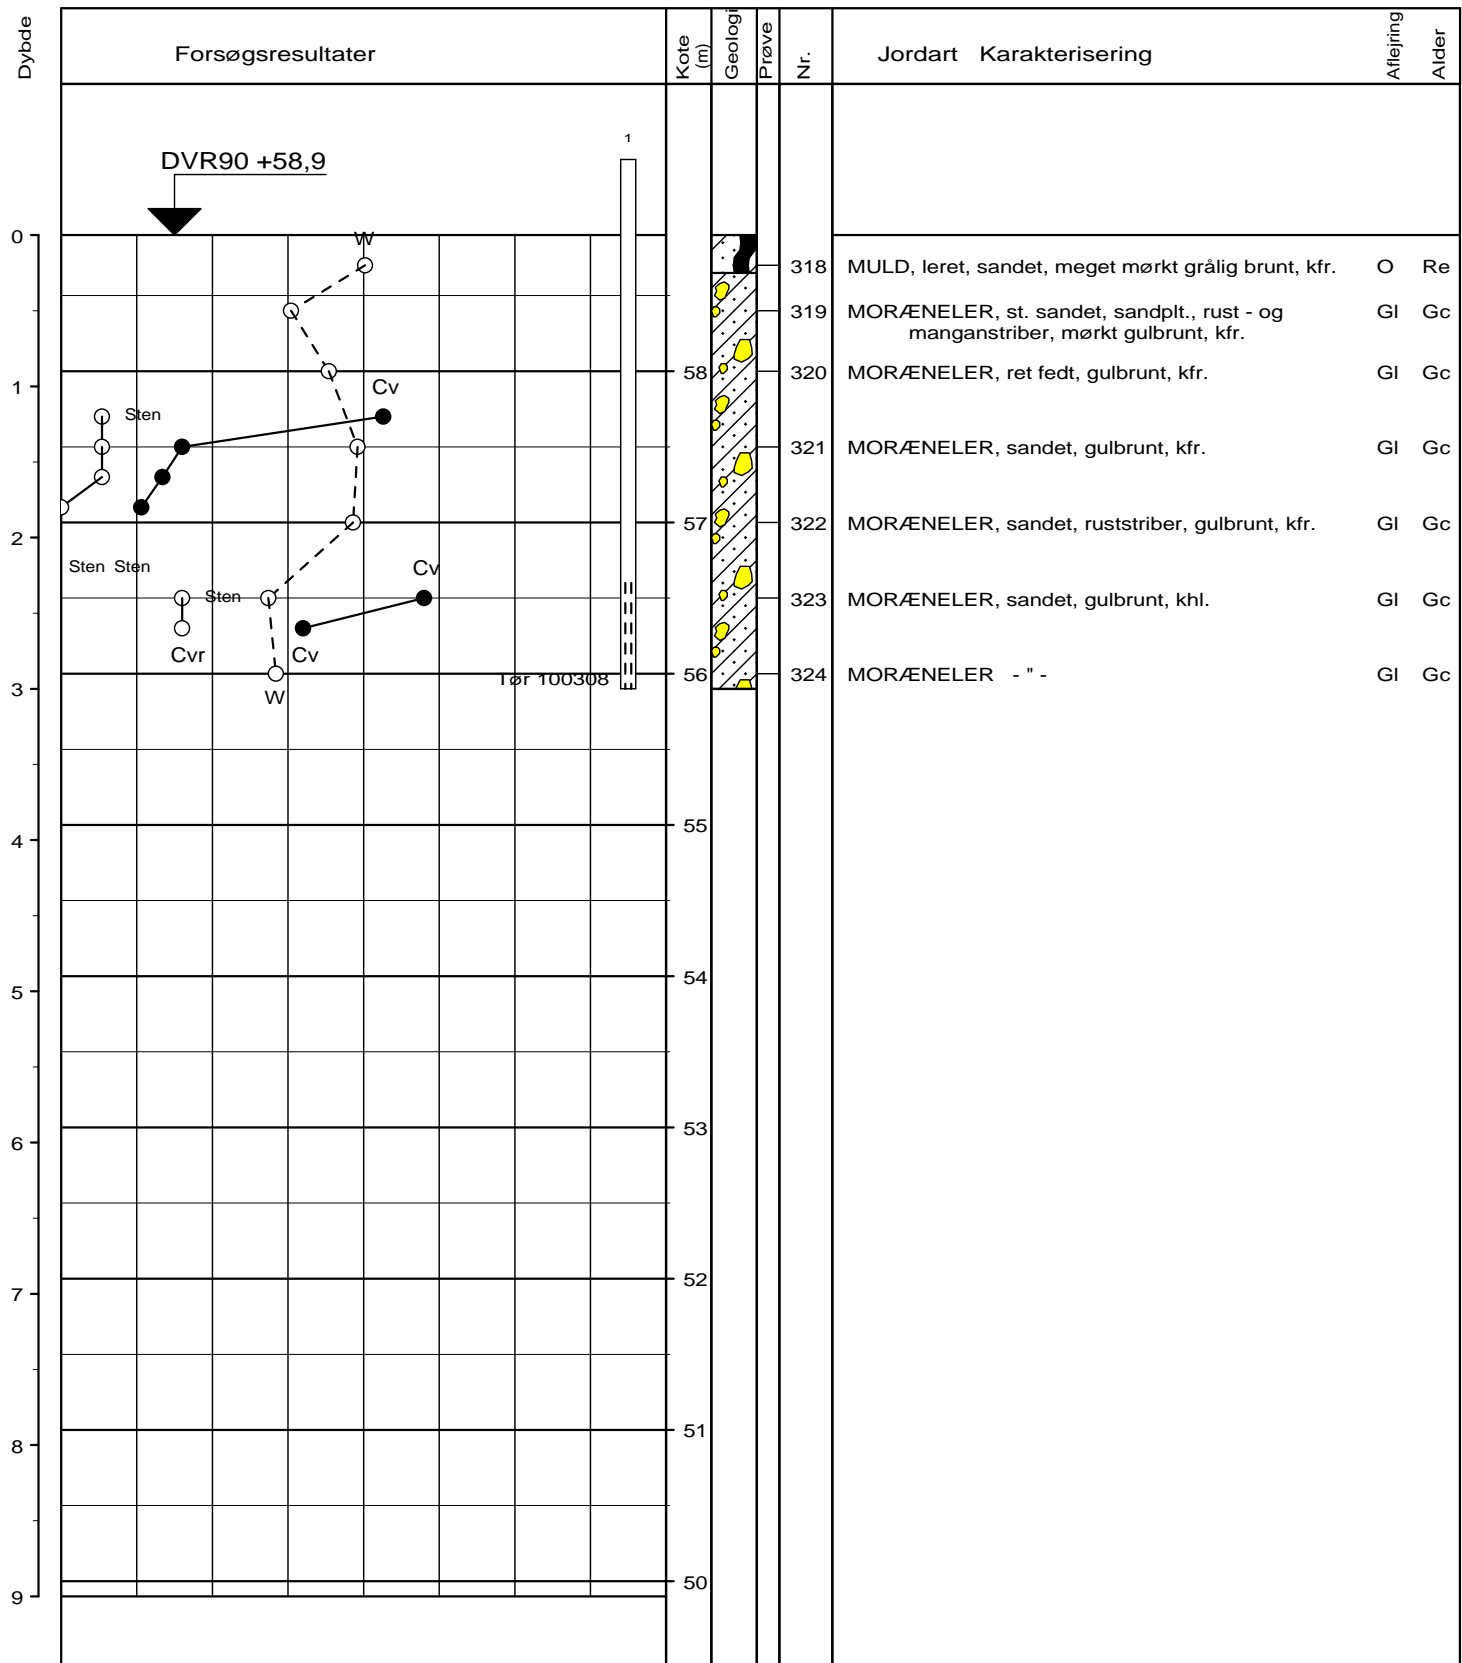 Dybde
Forsøgsresultater
Kote
(m)
Geologi
Prøve
Nr.
Jordart Karakterisering
Aflejring
Alder
1
DVR90 +58,9
0
W
318 MULD, leret, sandet, meget mørkt grålig brunt, kfr. O Re
319 MORÆNELER, st. sandet, sandplt., rust - og Gl Gc
manganstriber, mørkt gulbrunt, kfr.
58 320 MORÆNELER, ret fedt, gulbrunt, kfr. Gl Gc
1 Cv
Sten
321 MORÆNELER, sandet, gulbrunt, kfr. Gl Gc
57 322 MORÆNELER, sandet, ruststriber, gulbrunt, kfr. Gl Gc
2
Sten Sten Cv
Sten 323 MORÆNELER, sandet, gulbrunt, khl. Gl Gc
Cvr Cv
Tør 100308 56 324 MORÆNELER - " - Gl Gc
3 W
55
4
54
5
53
6
52
7
51
8
50
9